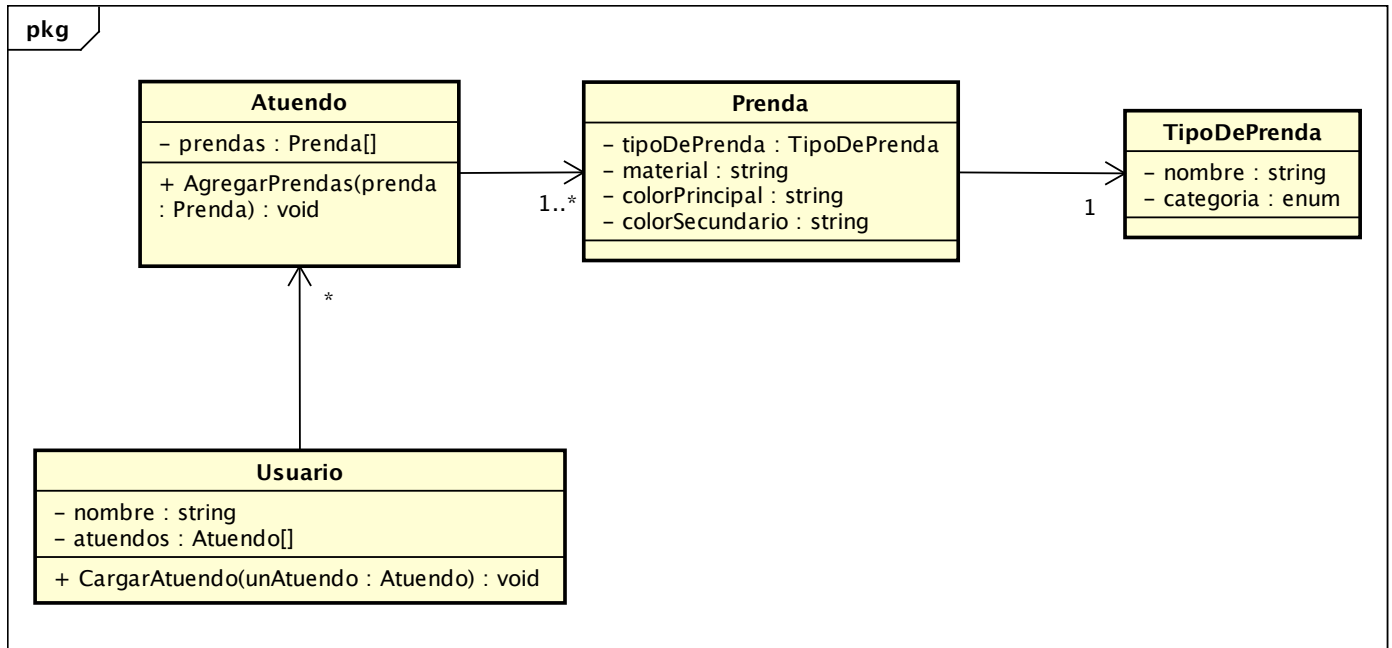 pkg
Atuendo
– prendas : Prenda[]
+ AgregarPrendas(prenda
: Prenda) : void
1..*
Prenda
– tipoDePrenda : TipoDePrenda
– material : string
– colorPrincipal : string
– colorSecundario : string
1
TipoDePrenda
– nombre : string
– categoria : enum
*
Usuario
– nombre : string
– atuendos : Atuendo[]
+ CargarAtuendo(unAtuendo : Atuendo) : void